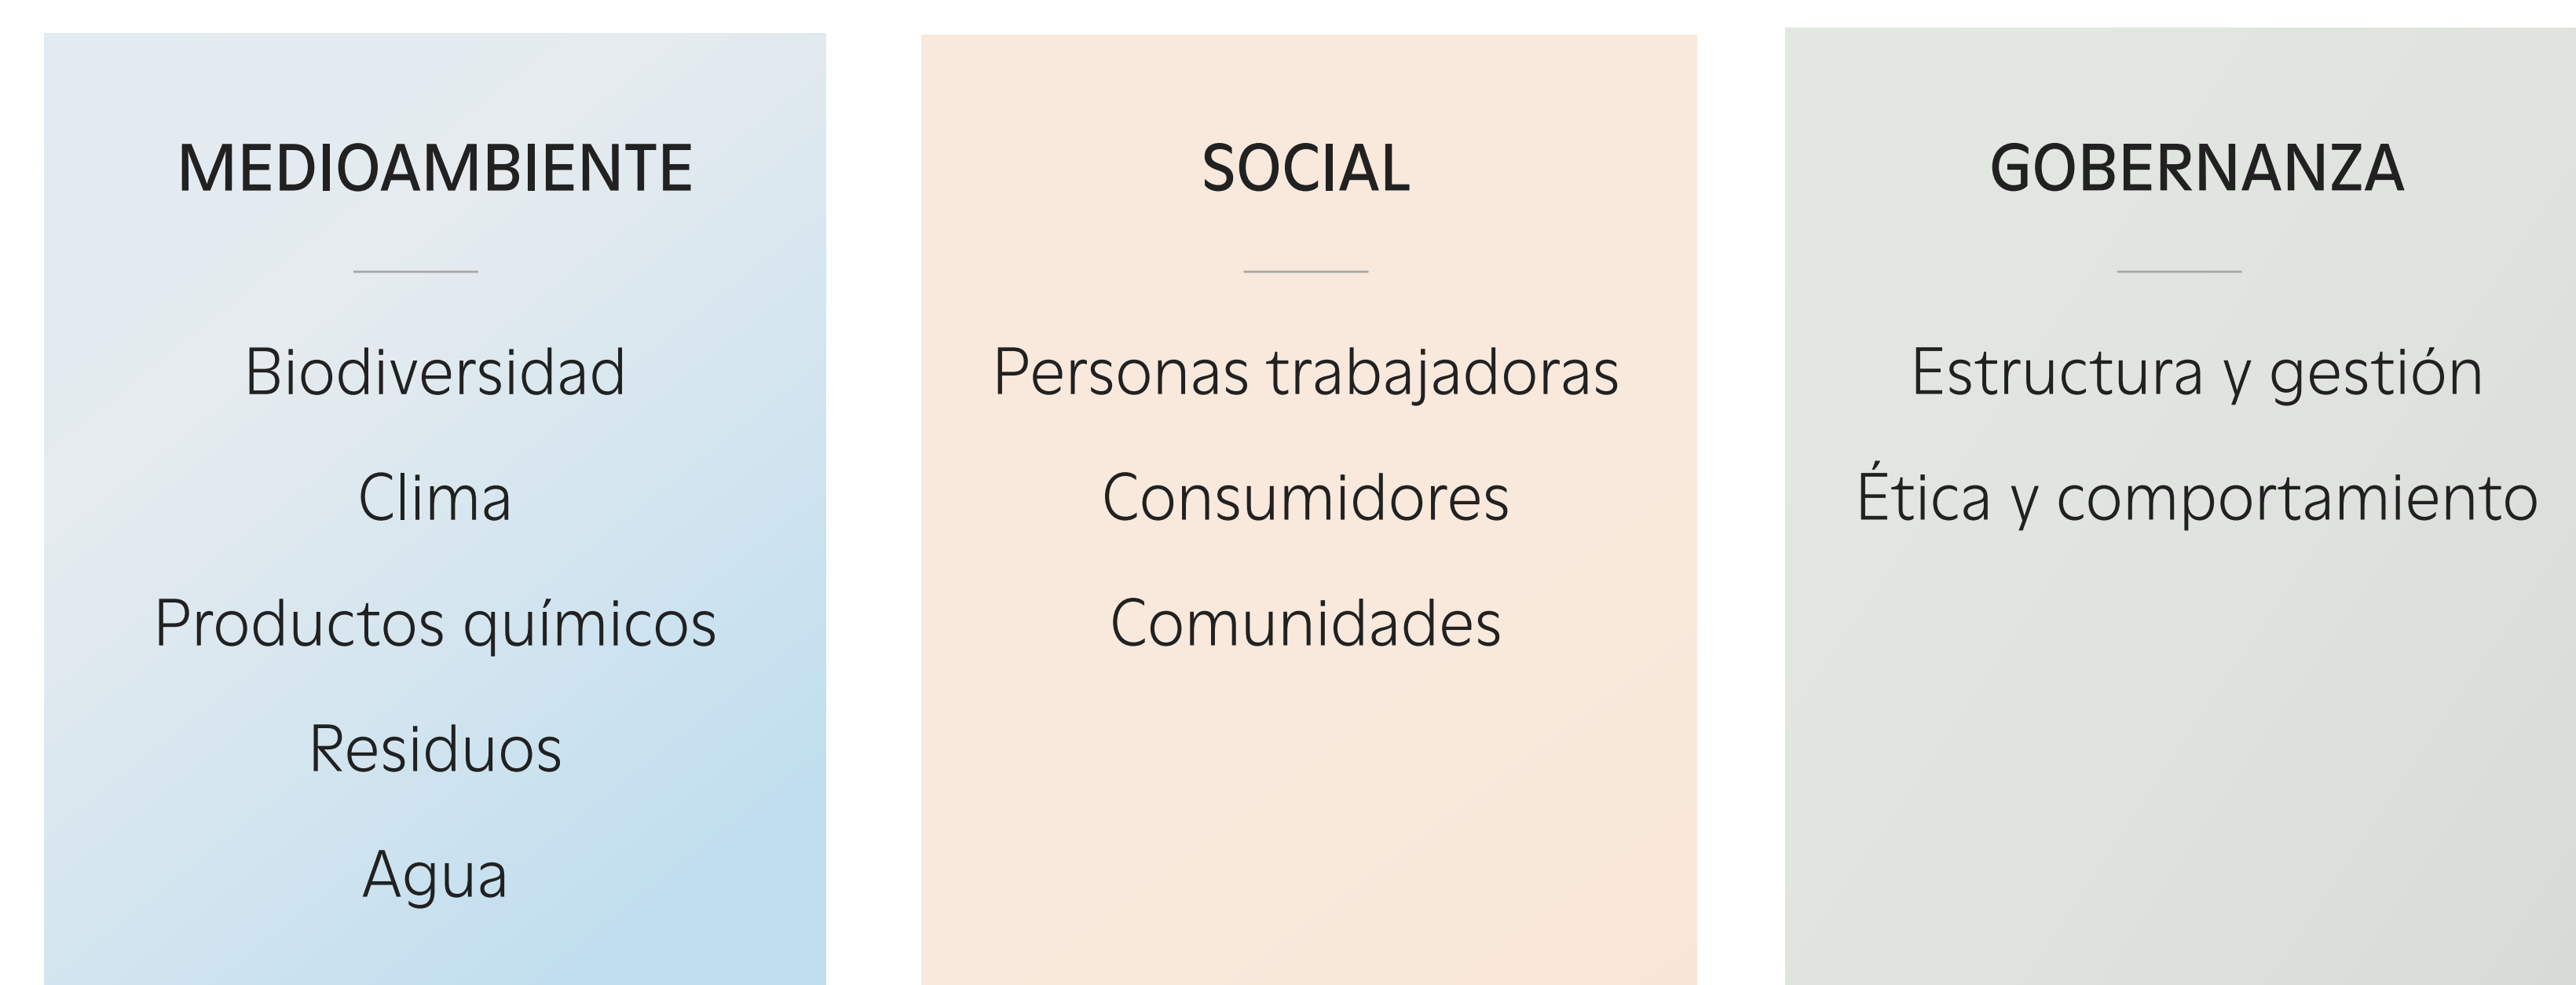 MEDIOAMBIENTE
Biodiversidad
Clima
Productos químicos
Residuos
Agua
SOCIAL
Personas trabajadoras
Consumidores
Comunidades
GOBERNANZA
Estructura y gestión
Ética y comportamiento